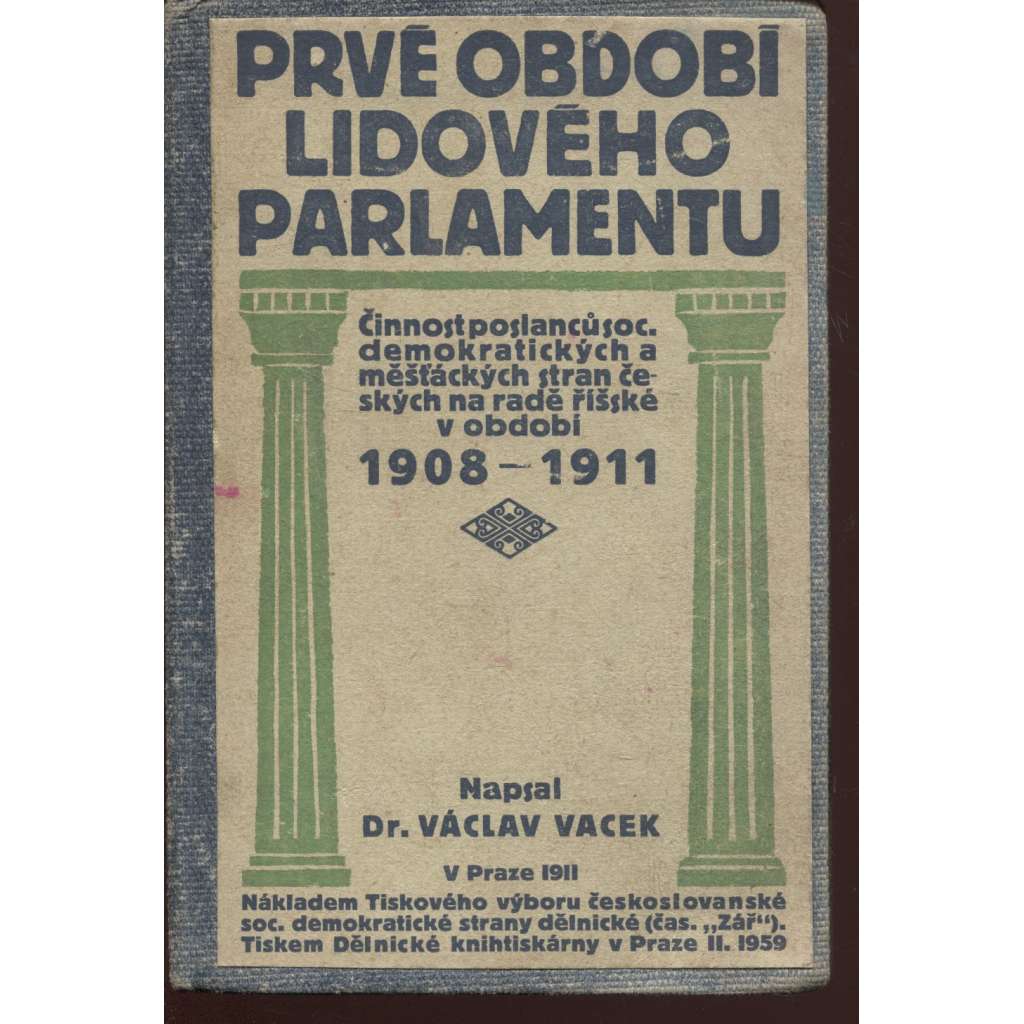 PRVÉ OBDOBÍ
LIDOVÉHO
PARLAMENTU
Činnost poslanců soc.
demokratických a
měšťáckých stran če-
ských na radě říšské
v období
1908 – 1911
Napsal
Dr. VÁCLAV VACEK
V Praze 1911
Nákladem Tiskového výboru českoslovanské
soc. demokratické strany dělnické (čas. „Zář").
Tiskem Dělnické knihtiskárny v Praze II. 1959